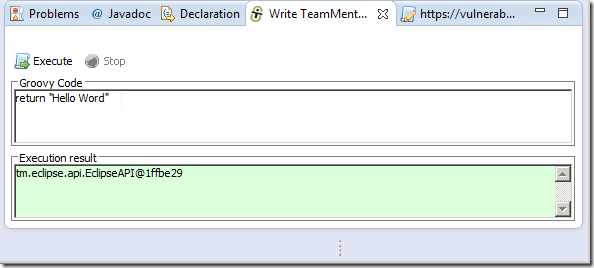 Problems @ Javadoc Declaration Write TeamMent... https://vulnerab...
Execute Stop
Groovy Code
return "Hello Word"
Execution result
tm.eclipse.api.EclipseAPI@1ffbe29